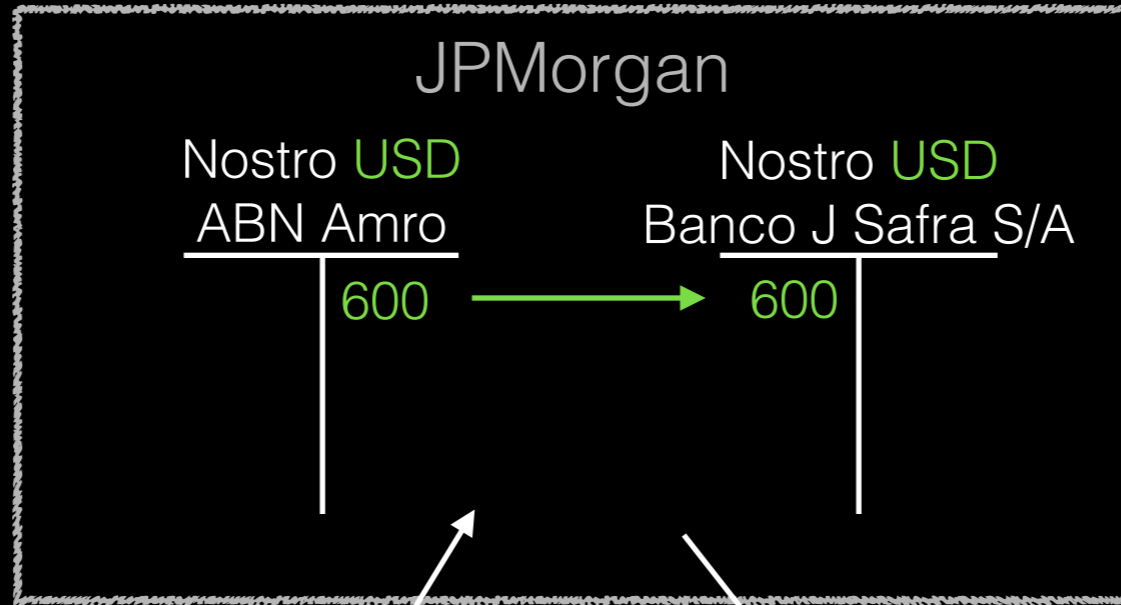 JPMorgan
Nostro USD
ABN Amro
Nostro USD
Banco J Safra S/A
600
600